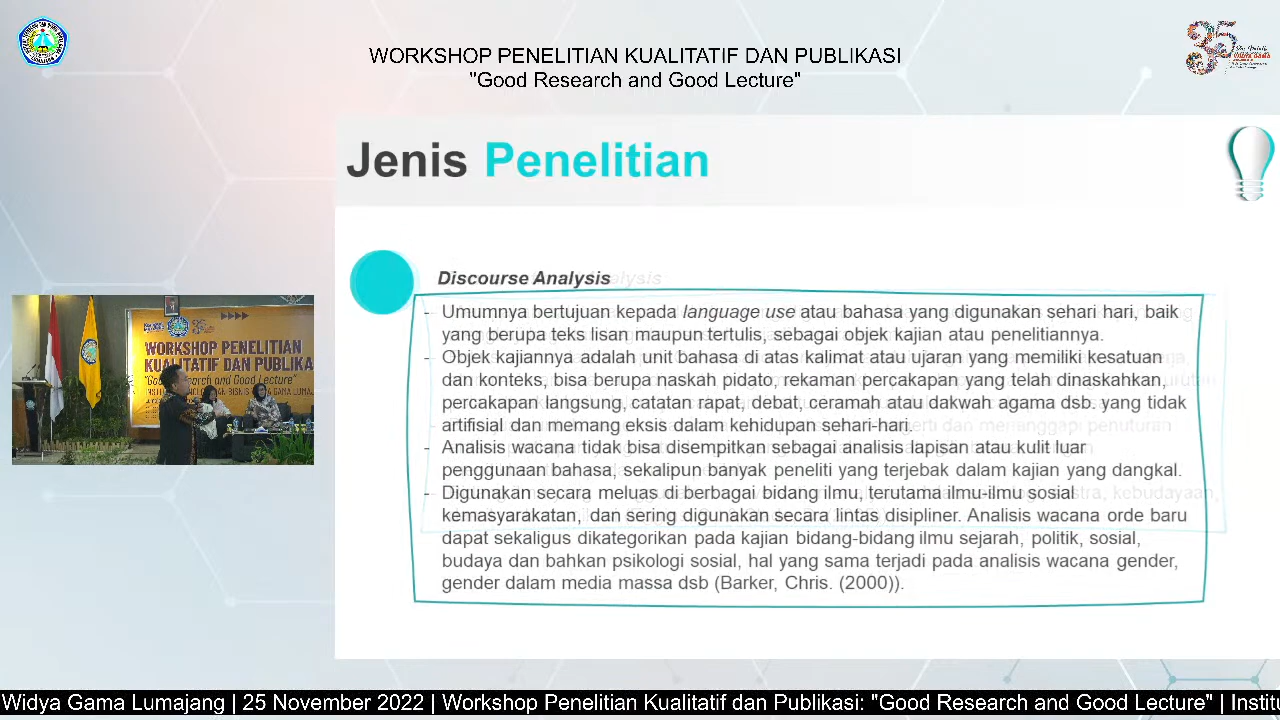 WORKSHOP PENELITIAN KUALITATIF DAN PUBLIKASI
"Good Research and Good Lecture"
Jenis Penelitian
Discourse Analysis
- Umumnya bertujuan kepada language use atau bahasa yang digunakan sehari hari, baik
yang berupa teks lisan maupun tertulis, sebagai objek kajian atau penelitiannya.
- Objek kajiannya adalah unit bahasa di atas kalimat atau ujaran yang memiliki kesatuan
dan konteks, bisa berupa naskah pidato, rekaman percakapan yang telah dinaskahkan,
percakapan langsung, catatan rapat, debat, ceramah atau dakwah agama dsb. yang tidak
artifisial dan memang eksis dalam kehidupan sehari-hari.
- Analisis wacana tidak bisa disempitkan sebagai analisis lapisan atau kulit luar
penggunaan bahasa, sekalipun banyak peneliti yang terjebak dalam kajian yang dangkal.
- Digunakan secara meluas di berbagai bidang ilmu, terutama ilmu-ilmu sosial
kemasyarakatan, dan sering digunakan secara lintas disipliner. Analisis wacana orde baru
dapat sekaligus dikategorikan pada kajian bidang-bidang ilmu sejarah, politik, sosial,
budaya dan bahkan psikologi sosial, hal yang sama terjadi pada analisis wacana gender,
gender dalam media massa dsb (Barker, Chris. (2000)).
WORKSHOP PENELITIAN
KUALITATIF DAN PUBLIKA
Widya Gama Lumajang | 25 November 2022 | Workshop Penelitian Kualitatif dan Publikasi: "Good Research and Good Lecture" | Institu